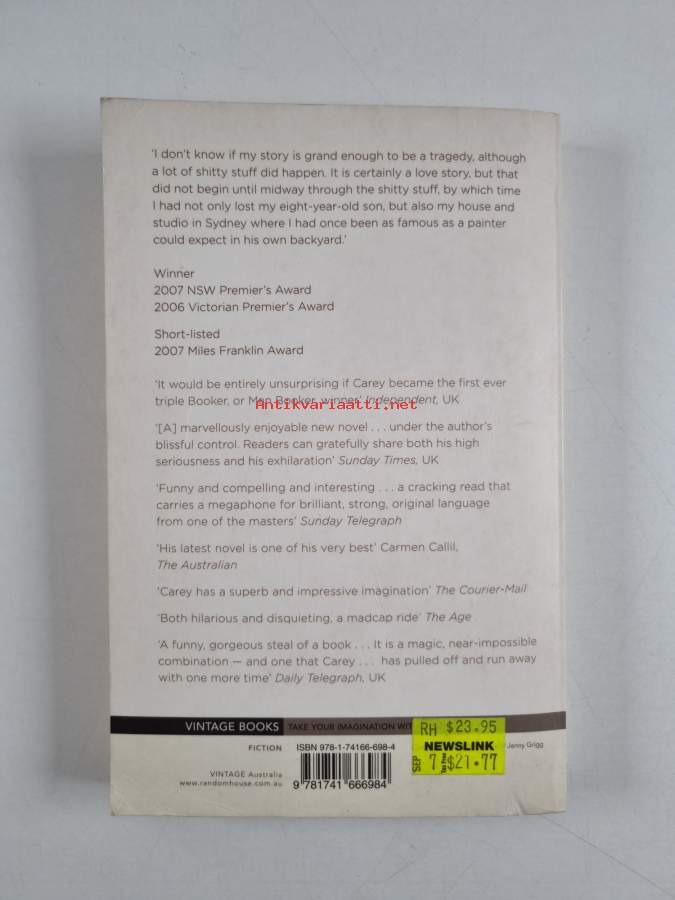 'I don't know if my story is grand enough to be a tragedy, although
a lot of shitty stuff did happen. It is certainly a love story, but that
did not begin until midway through the shitty stuff, by which time
I had not only lost my eight-year-old son, but also my house and
studio in Sydney where I had once been as famous as a painter
could expect in his own backyard.'
Winner
2007 NSW Premier's Award
2006 Victorian Premier's Award
Short-listed
2007 Miles Franklin Award
'It would be entirely unsurprising if Carey became the first ever
triple Booker, or Man Booker, winner' Independent, UK
Antikvariaatti.net
'[A] marvellously enjoyable new novel . . . under the author's
blissful control. Readers can gratefully share both his high
seriousness and his exhilaration' Sunday Times, UK
'Funny and compelling and interesting . . . a cracking read that
carries a megaphone for brilliant, strong, original language
from one of the masters' Sunday Telegraph
'His latest novel is one of his very best' Carmen Callil,
The Australian
'Carey has a superb and impressive imagination' The Courier-Mail
'Both hilarious and disquieting, a madcap ride' The Age
'A funny, gorgeous steal of a book . . . It is a magic, near-impossible
combination — and one that Carey . . . has pulled off and run away
with one more time' Daily Telegraph, UK
VINTAGE BOOKS TAKE YOUR IMAGINATION WIT
RH $23.95
FICTION ISBN 978-1-74166-698-4 NEWSLINK Jenny Grigg
SEP 7 Tax Free $21.77
VINTAGE Australia
www.randomhouse.com.au 9 781741 666984